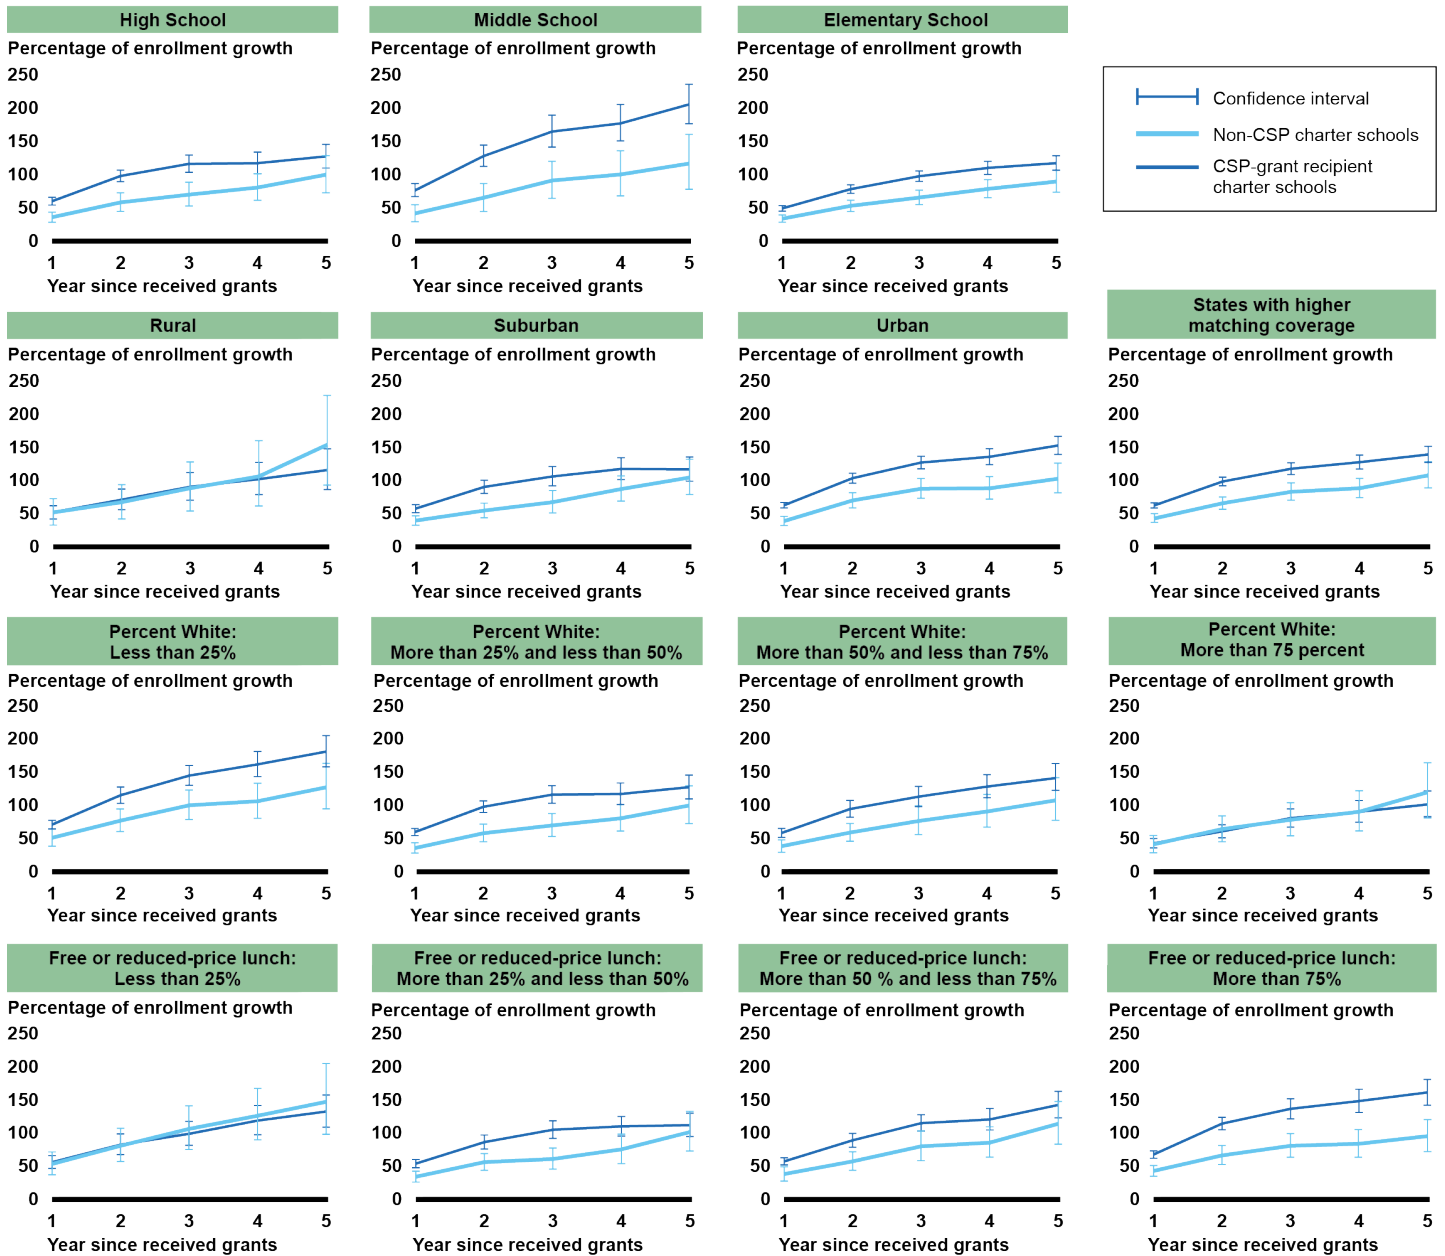 High School
Percentage of enrollment growth
250
200
150
100
50
0
1 2 3 4 5
Year since received grants
Middle School
Percentage of enrollment growth
250
200
150
100
50
0
1 2 3 4 5
Year since received grants
Elementary School
Percentage of enrollment growth
250
200
150
100
50
0
1 2 3 4 5
Year since received grants
Confidence interval
Non-CSP charter schools
CSP-grant recipient
charter schools
Rural
Percentage of enrollment growth
250
200
150
100
50
0
1 2 3 4 5
Year since received grants
Suburban
Percentage of enrollment growth
250
200
150
100
50
0
1 2 3 4 5
Year since received grants
Urban
Percentage of enrollment growth
250
200
150
100
50
0
1 2 3 4 5
Year since received grants
States with higher
matching coverage
Percentage of enrollment growth
250
200
150
100
50
0
1 2 3 4 5
Year since received grants
Percent White:
Less than 25%
Percentage of enrollment growth
250
200
150
100
50
0
1 2 3 4 5
Year since received grants
Percent White:
More than 25% and less than 50%
Percentage of enrollment growth
250
200
150
100
50
0
1 2 3 4 5
Year since received grants
Percent White:
More than 50% and less than 75%
Percentage of enrollment growth
250
200
150
100
50
0
1 2 3 4 5
Year since received grants
Percent White:
More than 75 percent
Percentage of enrollment growth
250
200
150
100
50
0
1 2 3 4 5
Year since received grants
Free or reduced-price lunch:
Less than 25%
Percentage of enrollment growth
250
200
150
100
50
0
1 2 3 4 5
Year since received grants
Free or reduced-price lunch:
More than 25% and less than 50%
Percentage of enrollment growth
250
200
150
100
50
0
1 2 3 4 5
Year since received grants
Free or reduced-price lunch:
More than 50 % and less than 75%
Percentage of enrollment growth
250
200
150
100
50
0
1 2 3 4 5
Year since received grants
Free or reduced-price lunch:
More than 75%
Percentage of enrollment growth
250
200
150
100
50
0
1 2 3 4 5
Year since received grants